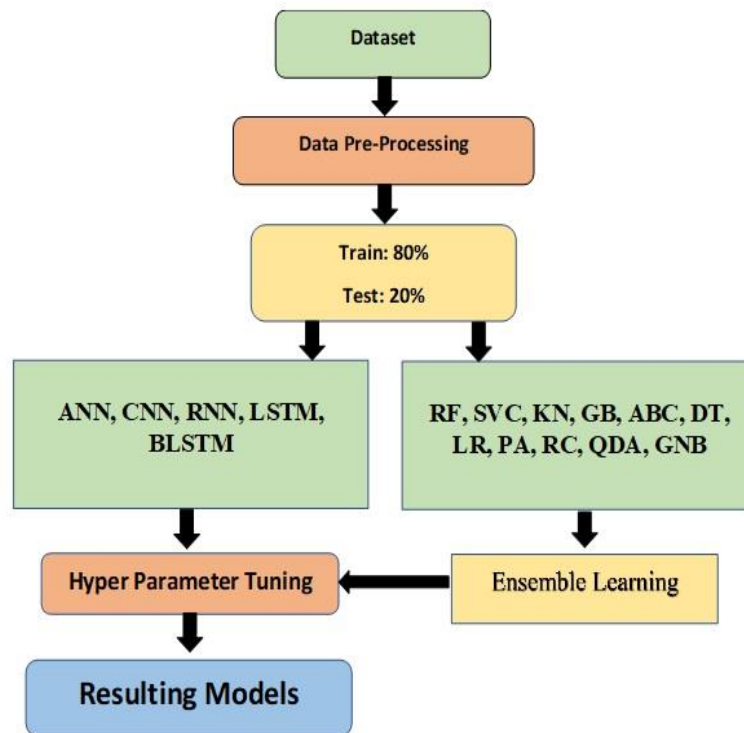 Dataset
Data Pre-Processing
Train: 80%
Test: 20%
ANN, CNN, RNN, LSTM,
BLSTM
RF, SVC, KN, GB, ABC, DT,
LR, PA, RC, QDA, GNB
Hyper Parameter Tuning
Ensemble Learning
Resulting Models